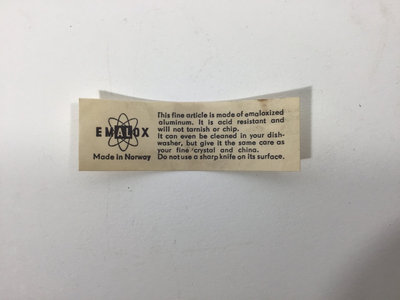 EMALOX
Made in Norway
This fine article is made of emaloxized
aluminum. It is acid resistant and
will not tarnish or chip.
It can even be cleaned in your dish-
washer, but give it the same care as
your fine crystal and china.
Do not use a sharp knife on its surface.